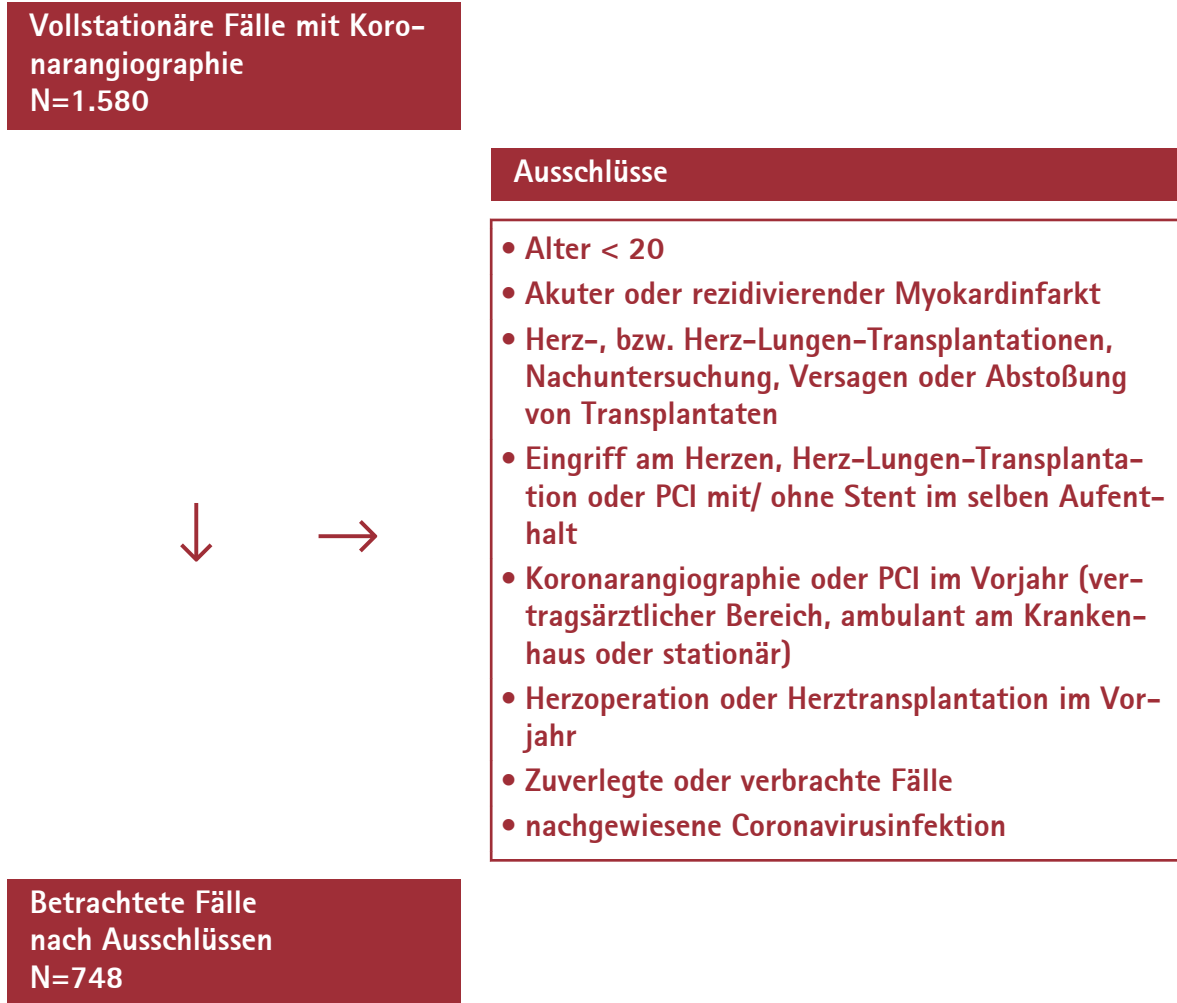 Vollstationäre Fälle mit Koro-
narangiographie
N=1.580
Ausschlüsse
• Alter < 20
• Akuter oder rezidivierender Myokardinfarkt
• Herz-, bzw. Herz-Lungen-Transplantationen,
Nachuntersuchung, Versagen oder Abstoßung
von Transplantaten
• Eingriff am Herzen, Herz-Lungen-Transplanta-
tion oder PCI mit/ ohne Stent im selben Aufent-
halt
• Koronarangiographie oder PCI im Vorjahr (ver-
tragsärztlicher Bereich, ambulant am Kranken-
haus oder stationär)
• Herzoperation oder Herztransplantation im Vor-
jahr
• Zuverlegte oder verbrachte Fälle
• nachgewiesene Coronavirusinfektion
Betrachtete Fälle
nach Ausschlüssen
N=748